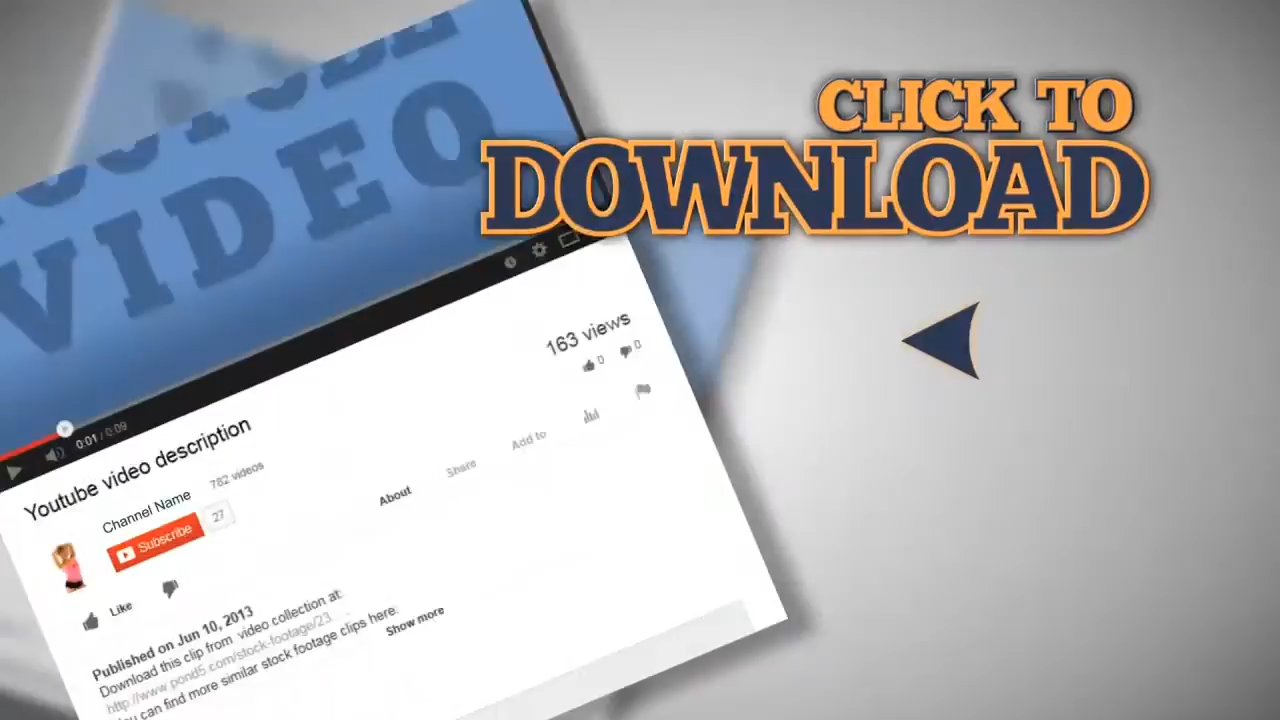 CLICK TO
DOWNLOAD
VIDEO
0:01 / 0:09
163 views
0 0
Youtube video description
Channel Name 782 videos
Subscribe 27
About Share Add to
Like
Published on Jun 10, 2013
Download this clip from video collection at:
http://www.pond5.com/stock-footage/23
You can find more similar stock footage clips here:
Show more